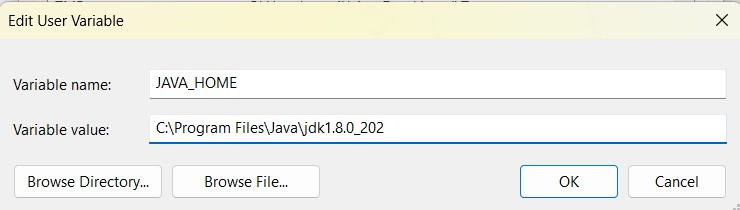 Edit User Variable
Variable name: JAVA_HOME
Variable value: C:\Program Files\Java\jdk1.8.0_202
Browse Directory... Browse File... OK Cancel